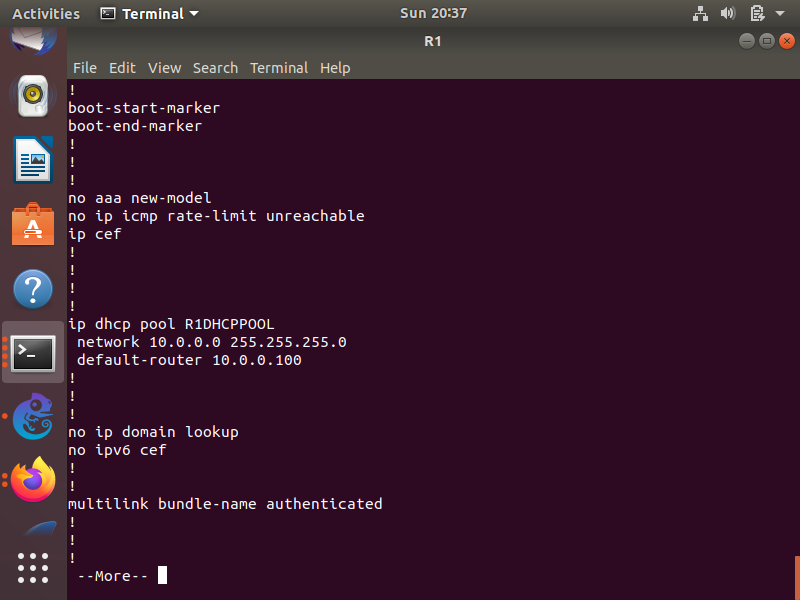 Activities Terminal Sun 20:37
R1
File Edit View Search Terminal Help
!
boot-start-marker
boot-end-marker
!
!
!
no aaa new-model
no ip icmp rate-limit unreachable
ip cef
!
!
!
!
ip dhcp pool R1DHCPPOOL
 network 10.0.0.0 255.255.255.0
 default-router 10.0.0.100
!
!
!
no ip domain lookup
no ipv6 cef
!
!
multilink bundle-name authenticated
!
!
!
 --More--